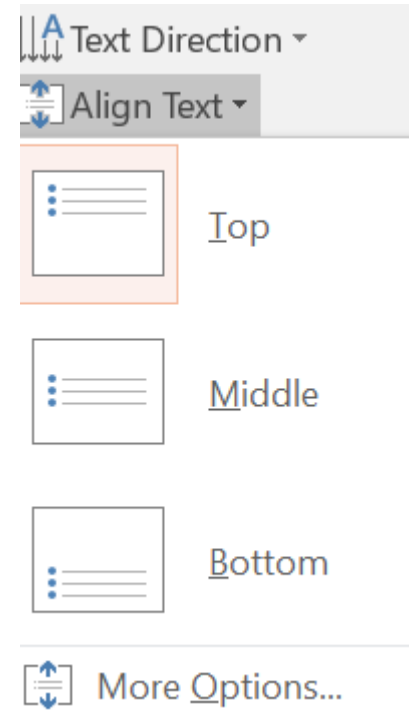 Text Direction
Align Text
Top
Middle
Bottom
More Options...